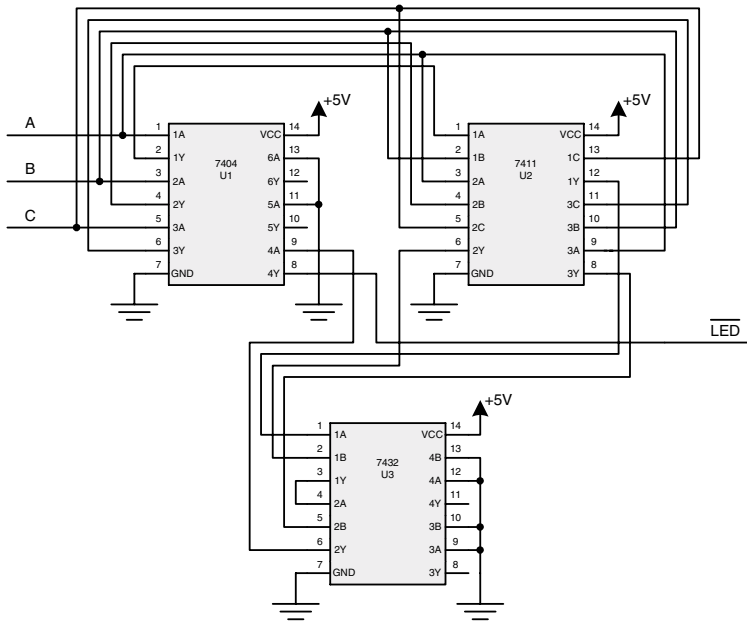 A
B
C
+5V
1 1A VCC 14
2 1Y 6A 13
3 2A 6Y 12
4 2Y 5A 11
5 3A 5Y 10
6 3Y 4A 9
7 GND 4Y 8
7404
U1
+5V
1 1A VCC 14
2 1B 1C 13
3 2A 1Y 12
4 2B 3C 11
5 2C 3B 10
6 2Y 3A 9
7 GND 3Y 8
7411
U2
LED
+5V
1 1A VCC 14
2 1B 4B 13
3 1Y 4A 12
4 2A 4Y 11
5 2B 3B 10
6 2Y 3A 9
7 GND 3Y 8
7432
U3